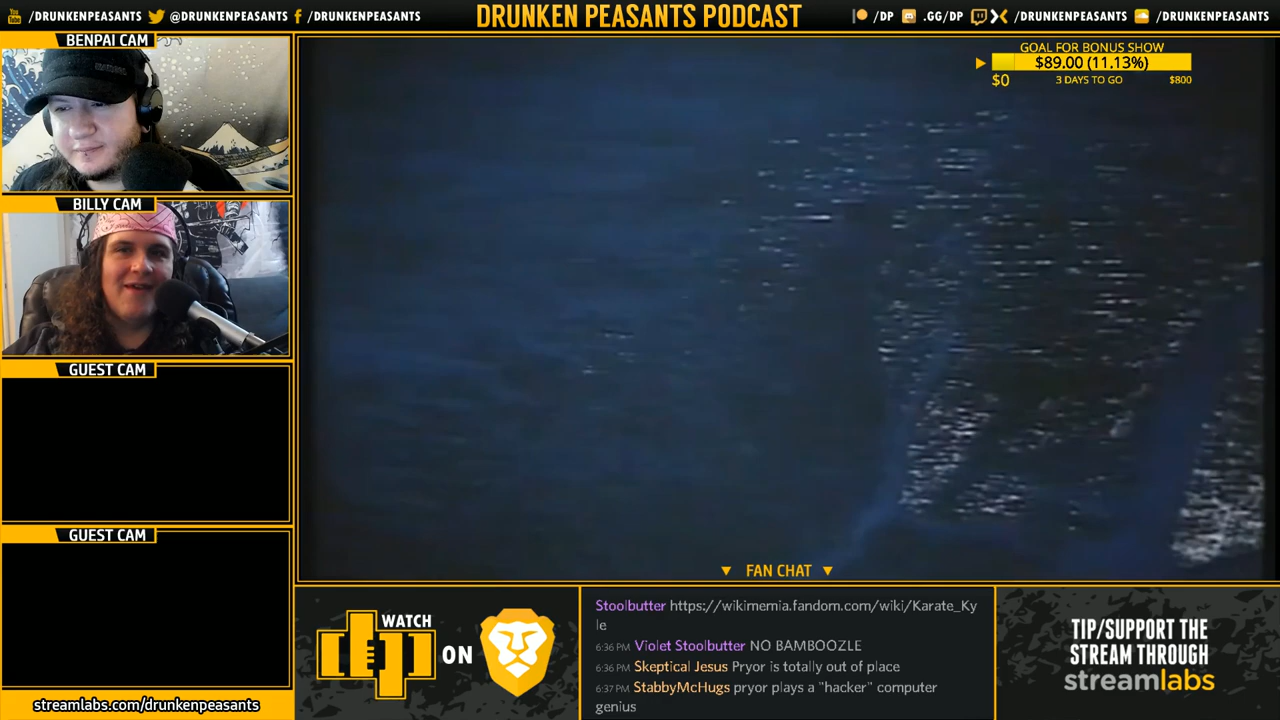 You Tube /DRUNKENPEASANTS @DRUNKENPEASANTS /DRUNKENPEASANTS
DRUNKEN PEASANTS PODCAST
/DP .GG/DP /DRUNKENPEASANTS /DRUNKENPEASANTS
BENPAI CAM
GOAL FOR BONUS SHOW
$89.00 (11.13%)
$0 3 DAYS TO GO $800
BILLY CAM
GUEST CAM
GUEST CAM
streamlabs.com/drunkenpeasants
FAN CHAT
WATCH
ON
Stoolbutter https://wikimemia.fandom.com/wiki/Karate_Ky
le
6:36 PM Violet Stoolbutter NO BAMBOOZLE
6:36 PM Skeptical Jesus Pryor is totally out of place
6:37 PM StabbyMcHugs pryor plays a "hacker" computer
genius
TIP/SUPPORT THE
STREAM THROUGH
streamlabs